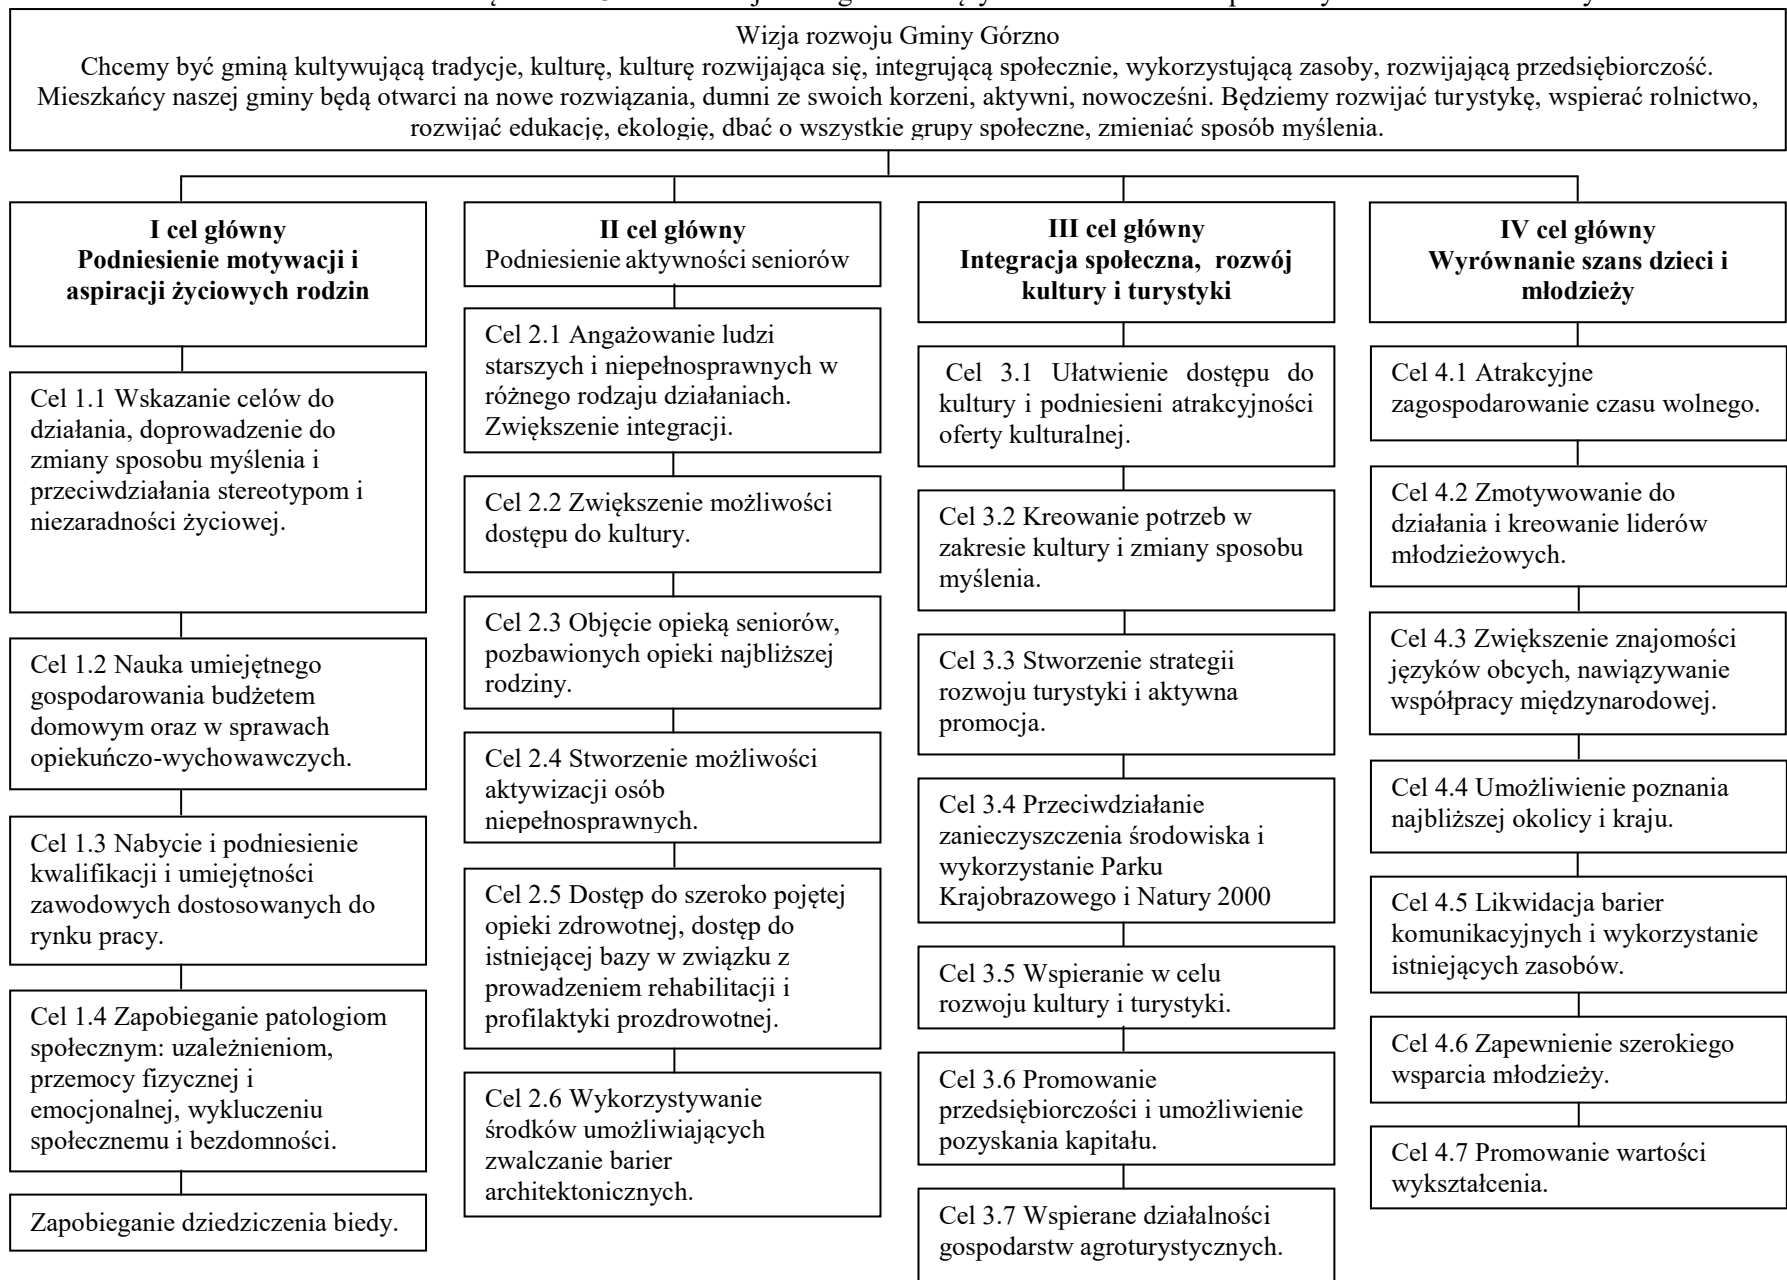 Wizja rozwoju Gminy Górzno
Chcemy być gminą kultywującą tradycje, kulturę, kulturę rozwijająca się, integrującą społecznie, wykorzystującą zasoby, rozwijającą przedsiębiorczość.
Mieszkańcy naszej gminy będą otwarci na nowe rozwiązania, dumni ze swoich korzeni, aktywni, nowocześni. Będziemy rozwijać turystykę, wspierać rolnictwo,
rozwijać edukację, ekologię, dbać o wszystkie grupy społeczne, zmieniać sposób myślenia.
I cel główny
Podniesienie motywacji i
aspiracji życiowych rodzin
Cel 1.1 Wskazanie celów do
działania, doprowadzenie do
zmiany sposobu myślenia i
przeciwdziałania stereotypom i
niezaradności życiowej.
Cel 1.2 Nauka umiejętnego
gospodarowania budżetem
domowym oraz w sprawach
opiekuńczo-wychowawczych.
Cel 1.3 Nabycie i podniesienie
kwalifikacji i umiejętności
zawodowych dostosowanych do
rynku pracy.
Cel 1.4 Zapobieganie patologiom
społecznym: uzależnieniom,
przemocy fizycznej i
emocjonalnej, wykluczeniu
społecznemu i bezdomności.
Zapobieganie dziedziczenia biedy.
II cel główny
Podniesienie aktywności seniorów
Cel 2.1 Angażowanie ludzi
starszych i niepełnosprawnych w
różnego rodzaju działaniach.
Zwiększenie integracji.
Cel 2.2 Zwiększenie możliwości
dostępu do kultury.
Cel 2.3 Objęcie opieką seniorów,
pozbawionych opieki najbliższej
rodziny.
Cel 2.4 Stworzenie możliwości
aktywizacji osób
niepełnosprawnych.
Cel 2.5 Dostęp do szeroko pojętej
opieki zdrowotnej, dostęp do
istniejącej bazy w związku z
prowadzeniem rehabilitacji i
profilaktyki prozdrowotnej.
Cel 2.6 Wykorzystywanie
środków umożliwiających
zwalczanie barier
architektonicznych.
III cel główny
Integracja społeczna, rozwój
kultury i turystyki
Cel 3.1 Ułatwienie dostępu do
kultury i podniesieni atrakcyjności
oferty kulturalnej.
Cel 3.2 Kreowanie potrzeb w
zakresie kultury i zmiany sposobu
myślenia.
Cel 3.3 Stworzenie strategii
rozwoju turystyki i aktywna
promocja.
Cel 3.4 Przeciwdziałanie
zanieczyszczenia środowiska i
wykorzystanie Parku
Krajobrazowego i Natury 2000
Cel 3.5 Wspieranie w celu
rozwoju kultury i turystyki.
Cel 3.6 Promowanie
przedsiębiorczości i umożliwienie
pozyskania kapitału.
Cel 3.7 Wspierane działalności
gospodarstw agroturystycznych.
IV cel główny
Wyrównanie szans dzieci i
młodzieży
Cel 4.1 Atrakcyjne
zagospodarowanie czasu wolnego.
Cel 4.2 Zmotywowanie do
działania i kreowanie liderów
młodzieżowych.
Cel 4.3 Zwiększenie znajomości
języków obcych, nawiązywanie
współpracy międzynarodowej.
Cel 4.4 Umożliwienie poznania
najbliższej okolicy i kraju.
Cel 4.5 Likwidacja barier
komunikacyjnych i wykorzystanie
istniejących zasobów.
Cel 4.6 Zapewnienie szerokiego
wsparcia młodzieży.
Cel 4.7 Promowanie wartości
wykształcenia.